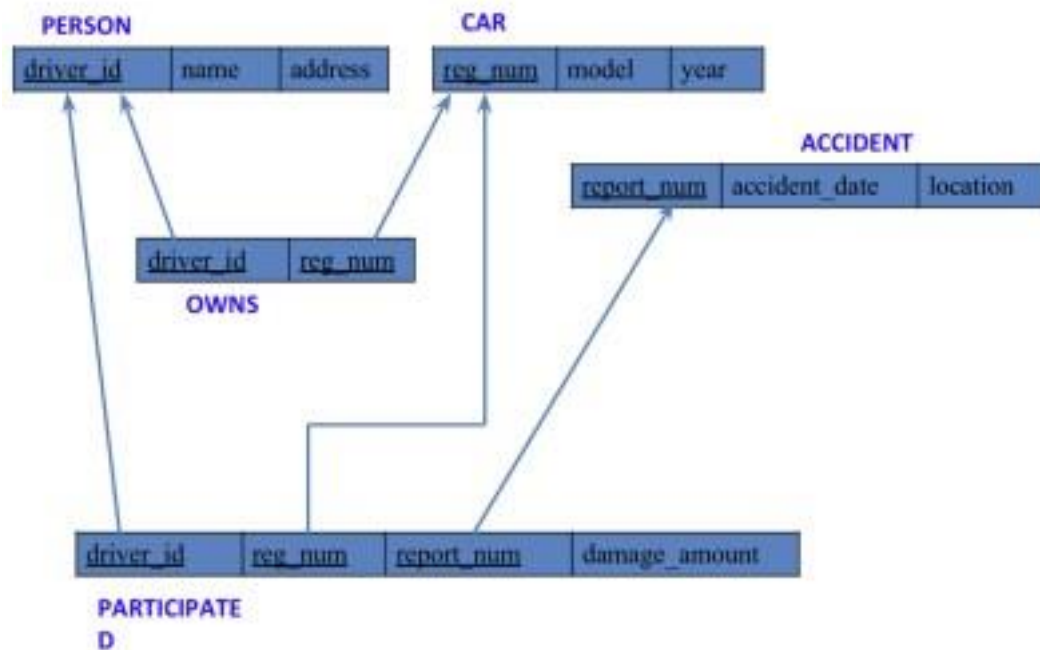 PERSON
driver_id name address
CAR
reg_num model year
ACCIDENT
report_num accident_date location
driver_id reg_num
OWNS
driver_id reg_num report_num damage_amount
PARTICIPATE
D